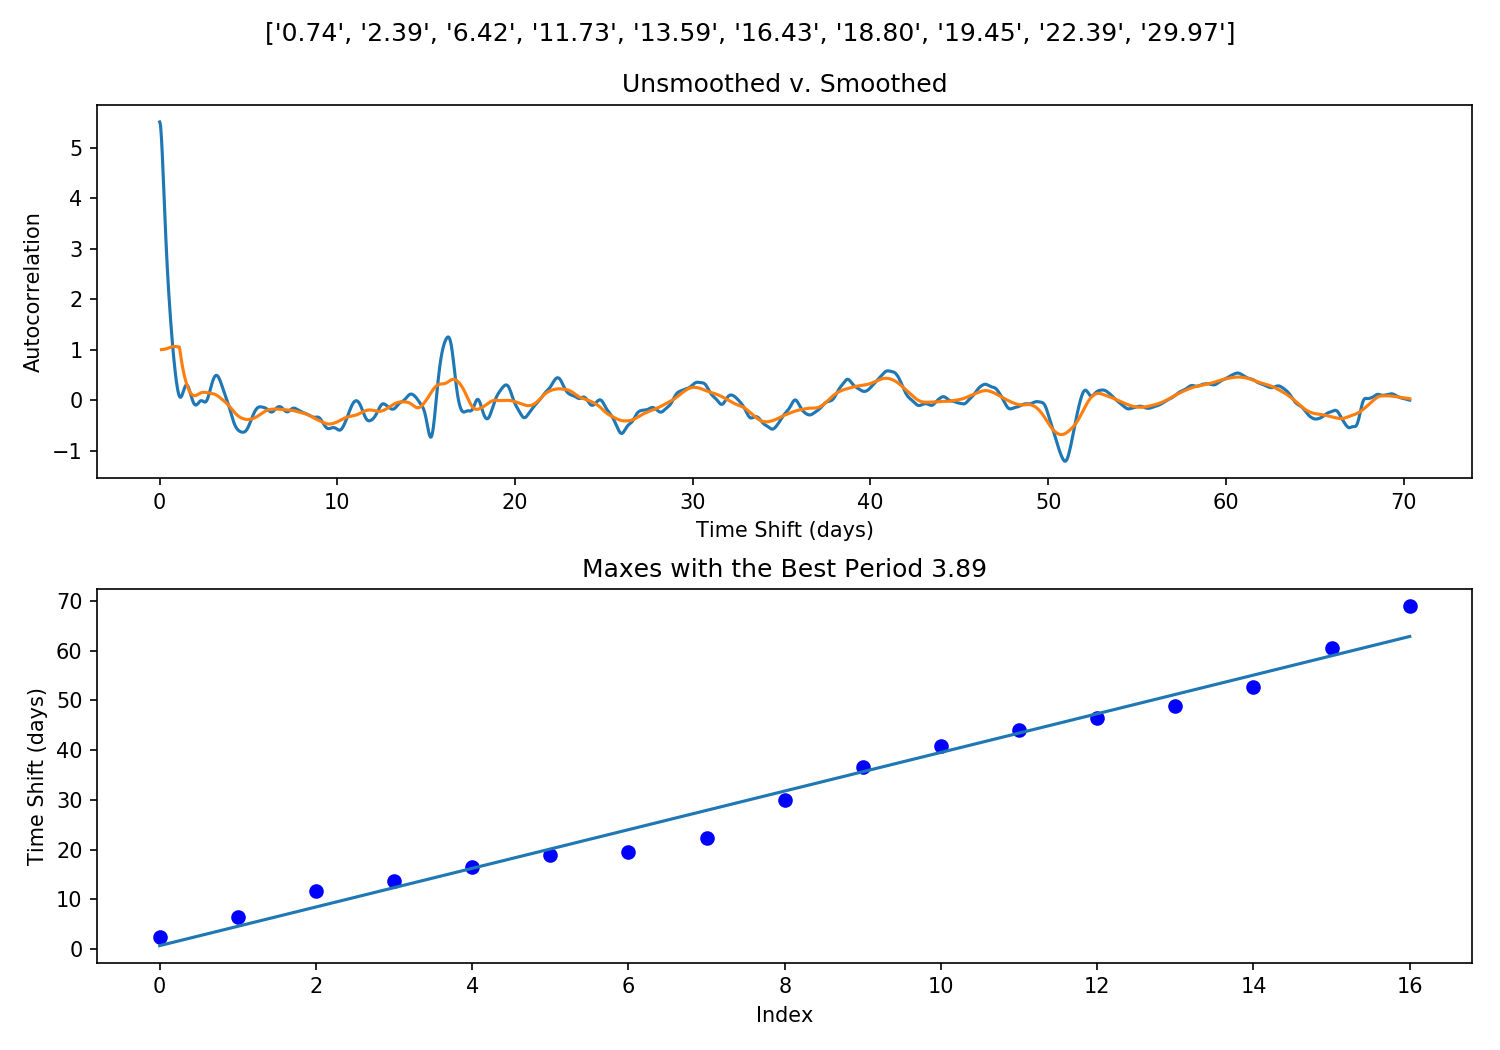 ['0.74', '2.39', '6.42', '11.73', '13.59', '16.43', '18.80', '19.45', '22.39', '29.97']
Unsmoothed v. Smoothed
Autocorrelation
5
4
3
2
1
0
−1
0 10 20 30 40 50 60 70
Time Shift (days)
Maxes with the Best Period 3.89
Time Shift (days)
70
60
50
40
30
20
10
0
0 2 4 6 8 10 12 14 16
Index